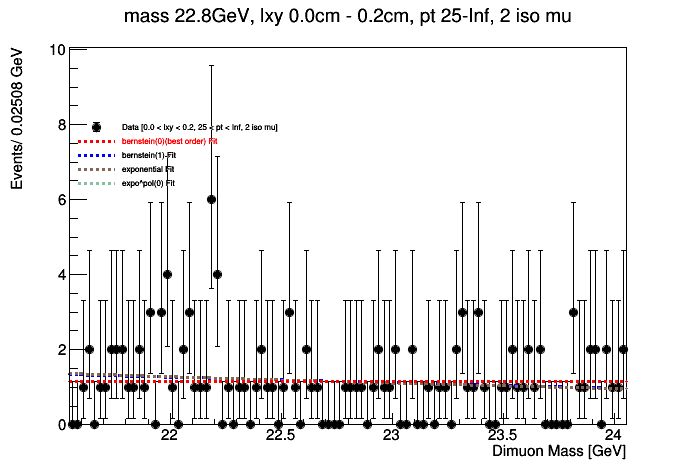 mass 22.8GeV, lxy 0.0cm - 0.2cm, pt 25-Inf, 2 iso mu
Events/ 0.02508 GeV
10
8
6
4
2
0
Data [0.0 < lxy < 0.2, 25 < pt < Inf, 2 iso mu]
bernstein(0)(best order) Fit
bernstein(1)-Fit
exponential Fit
expo*pol(0) Fit
22
22.5
23
23.5
24
Dimuon Mass [GeV]